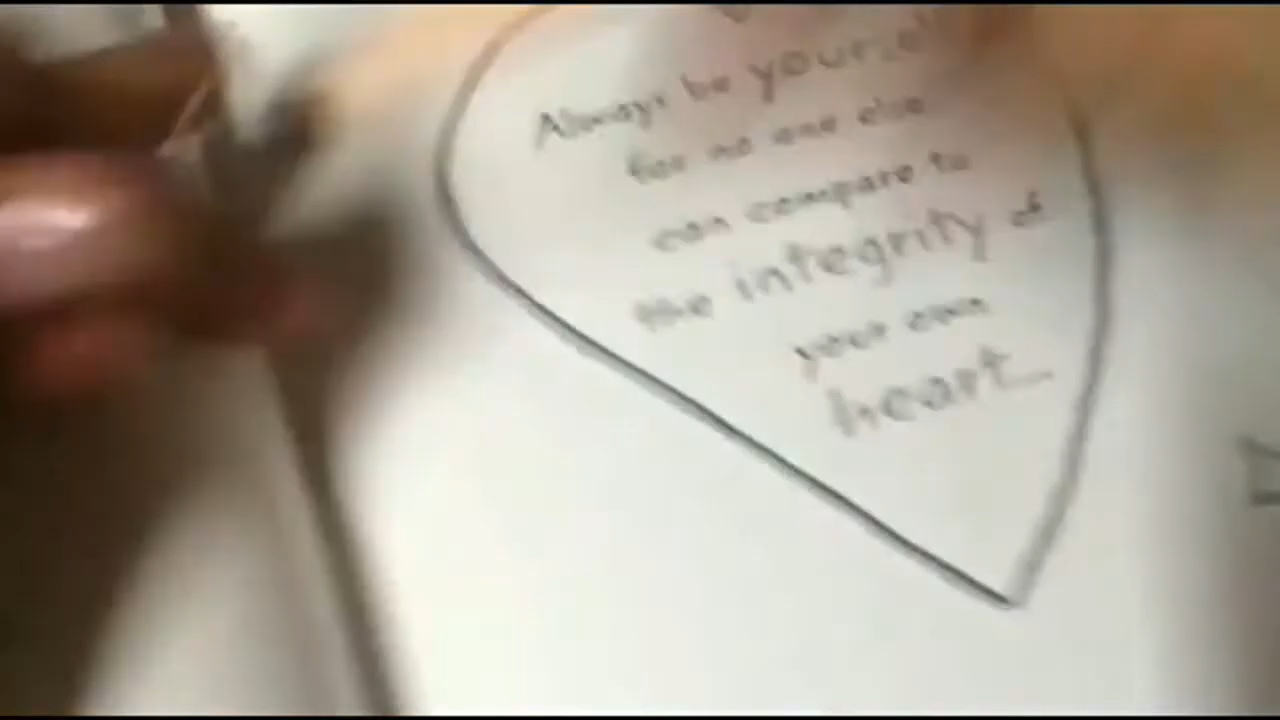 Always be yourself
for no one else
can compare to
the integrity of
your own
heart